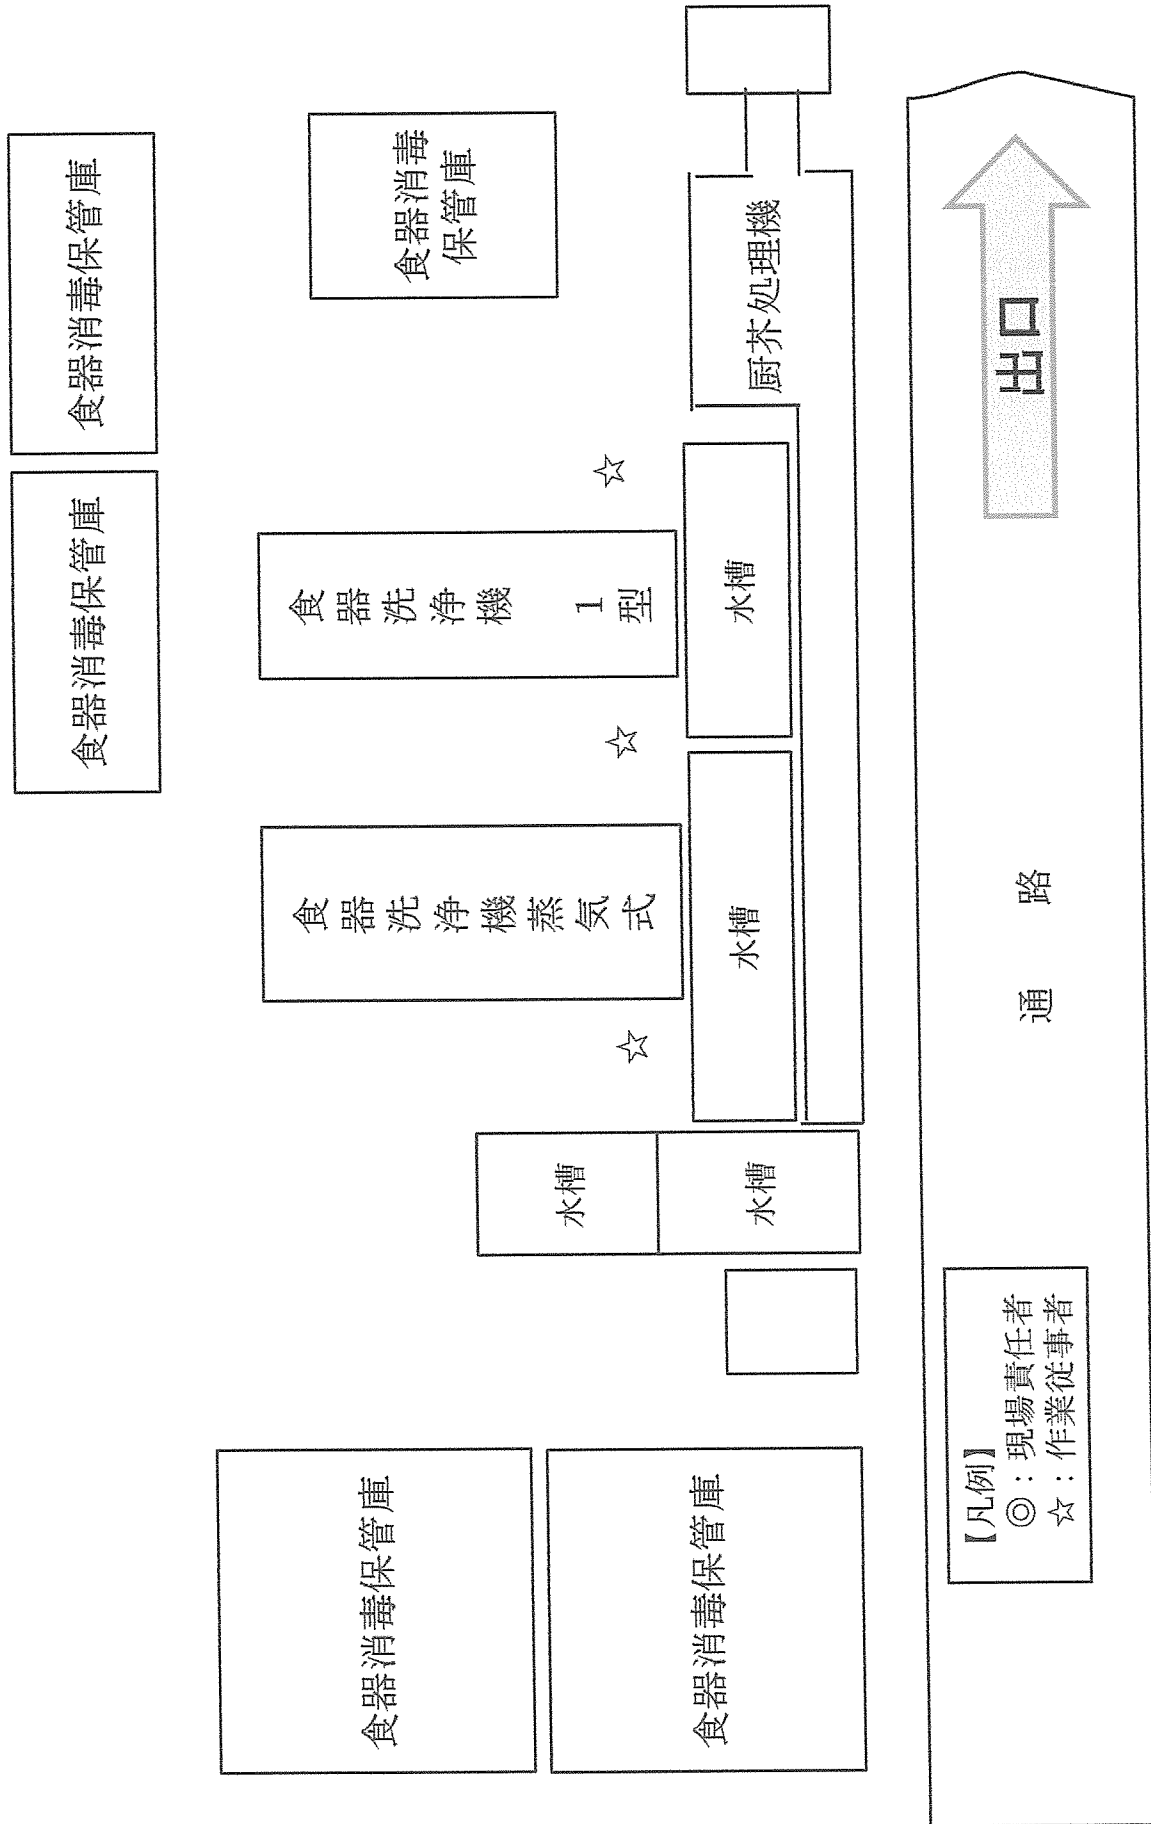 食器消毒保管庫
食器消毒保管庫
食器消毒保管庫
食器洗浄機蒸気式
食器洗浄機　1型
食器消毒
保管庫
水槽
☆
☆
☆
食器消毒保管庫
水槽
水槽
水槽
厨芥処理機
通　路
出口
【凡例】
◎：現場責任者
☆：作業従事者